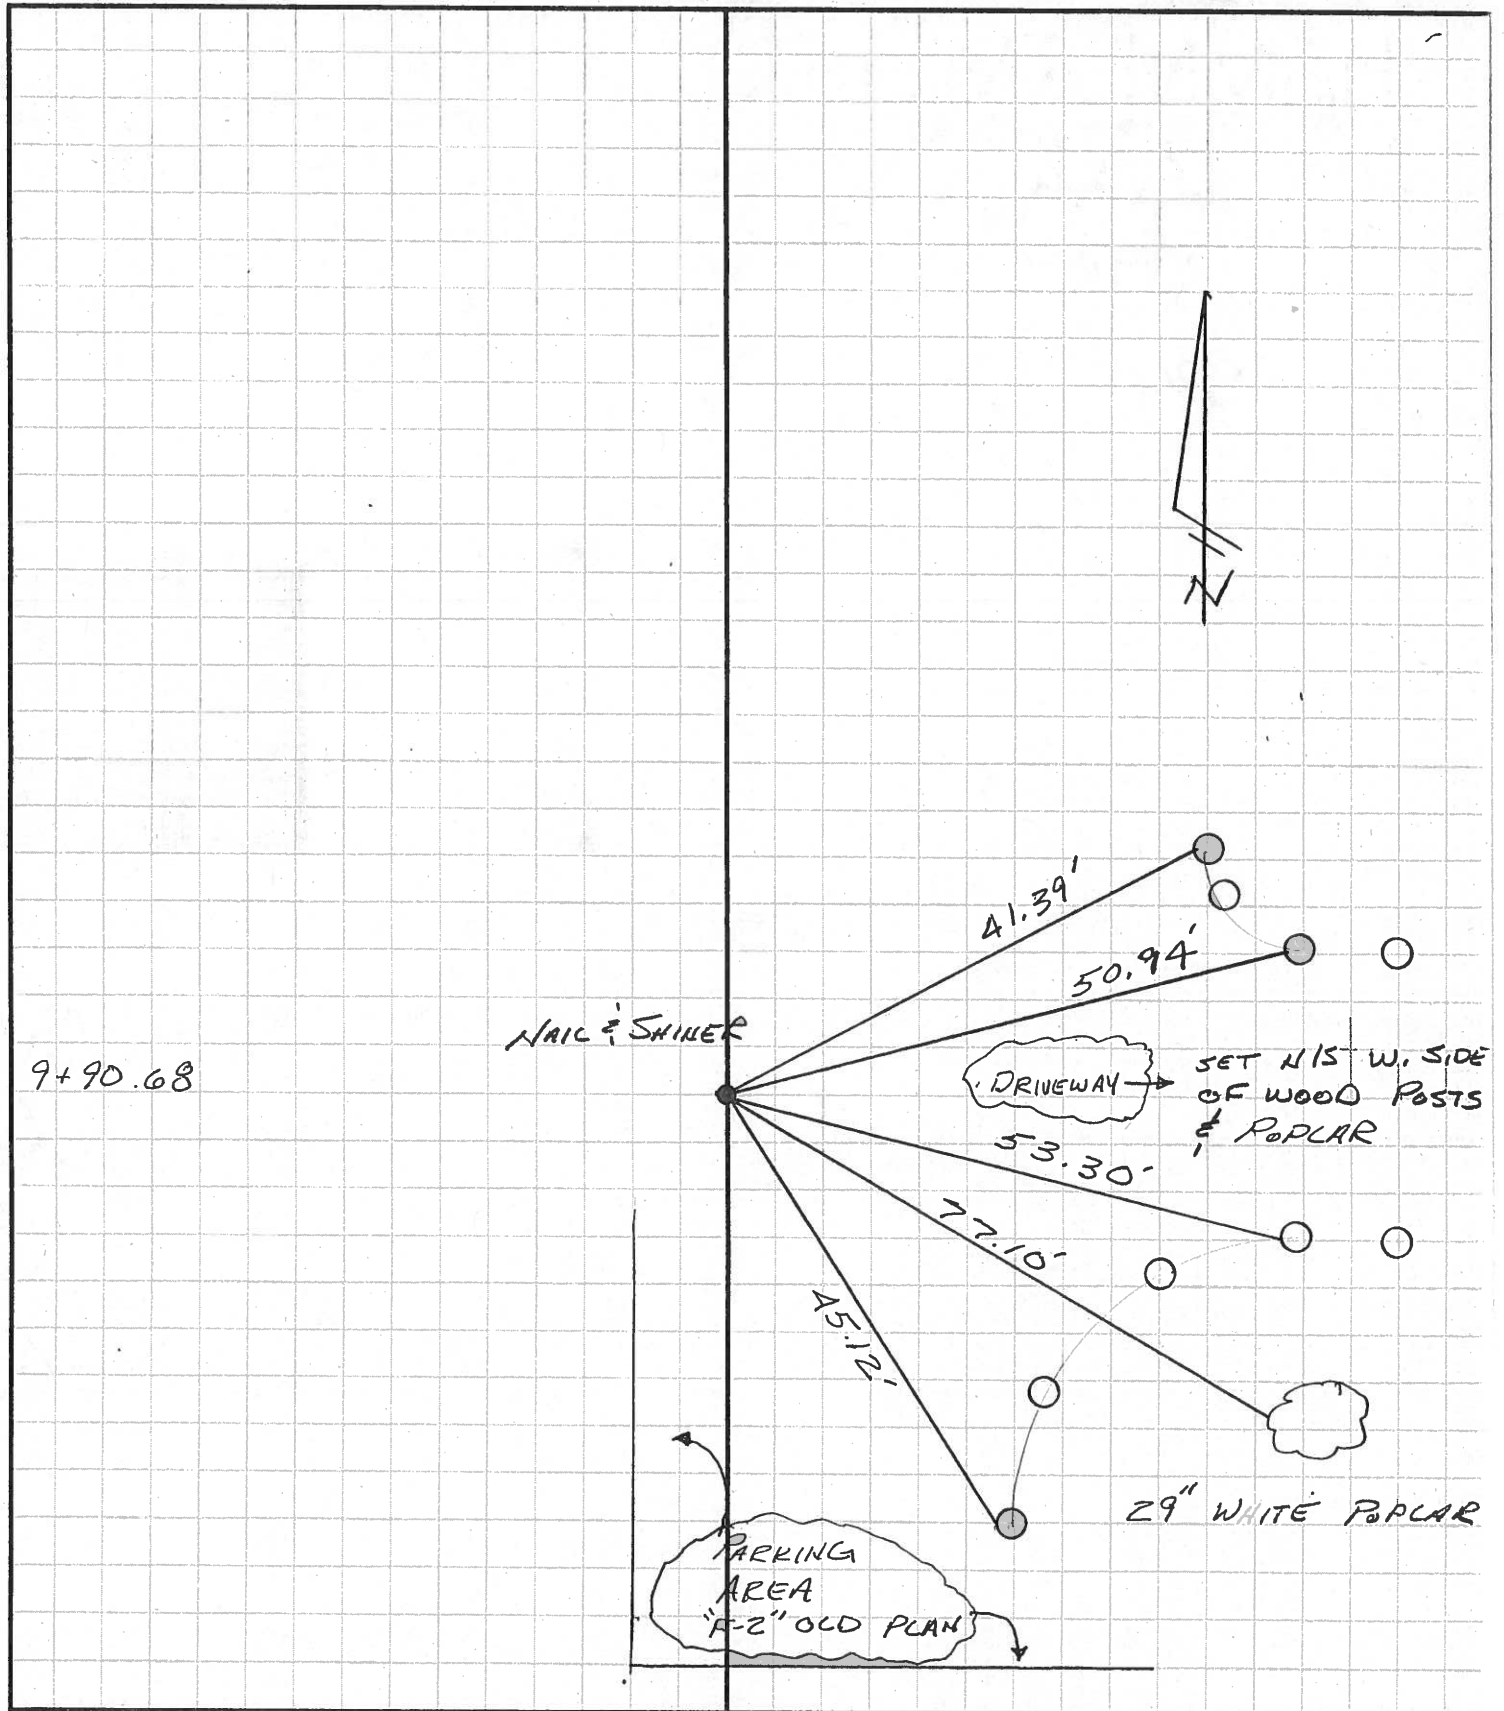 N
41.39'
50.94'
NAIL & SHINER
9+90.68
DRIVEWAY
SET N/S W. SIDE
OF WOOD POSTS
& POPLAR
53.30'
77.10'
45.12'
29" WHITE POPLAR
PARKING
AREA
"F-2" OLD PLAN